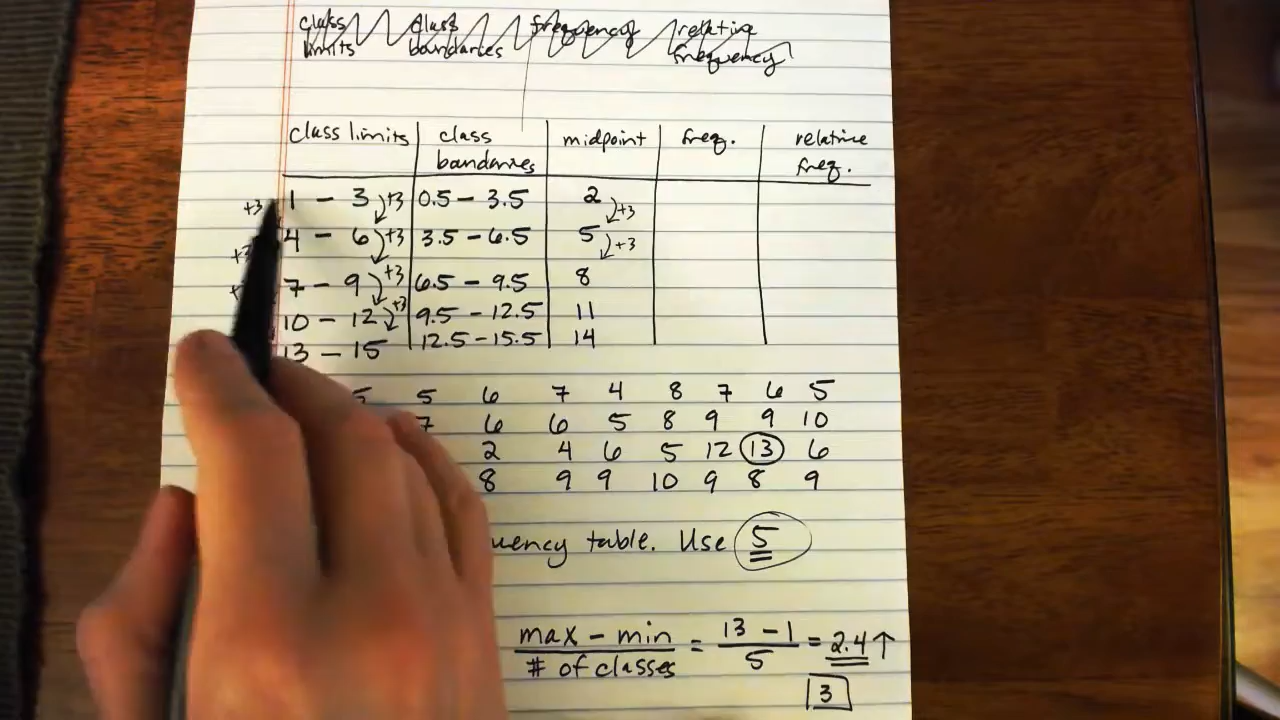 class class frequency relative
limits boundaries frequency
class limits class midpoint freq. relative
bandaries freq.
+3 1 – 3 +3 0.5 – 3.5 2 +3
+3 4 – 6 +3 3.5 – 6.5 5 +3
7 – 9 +3 6.5 – 9.5 8
10 – 12 +3 9.5 – 12.5 11
13 – 15 12.5 – 15.5 14
5 5 6 7 4 8 7 6 5
7 6 6 5 8 9 9 10
2 4 6 5 12 13 6
8 9 9 10 9 8 9
uency table. Use 5
max – min = 13 – 1 = 2.4 ↑
# of classes 5
3